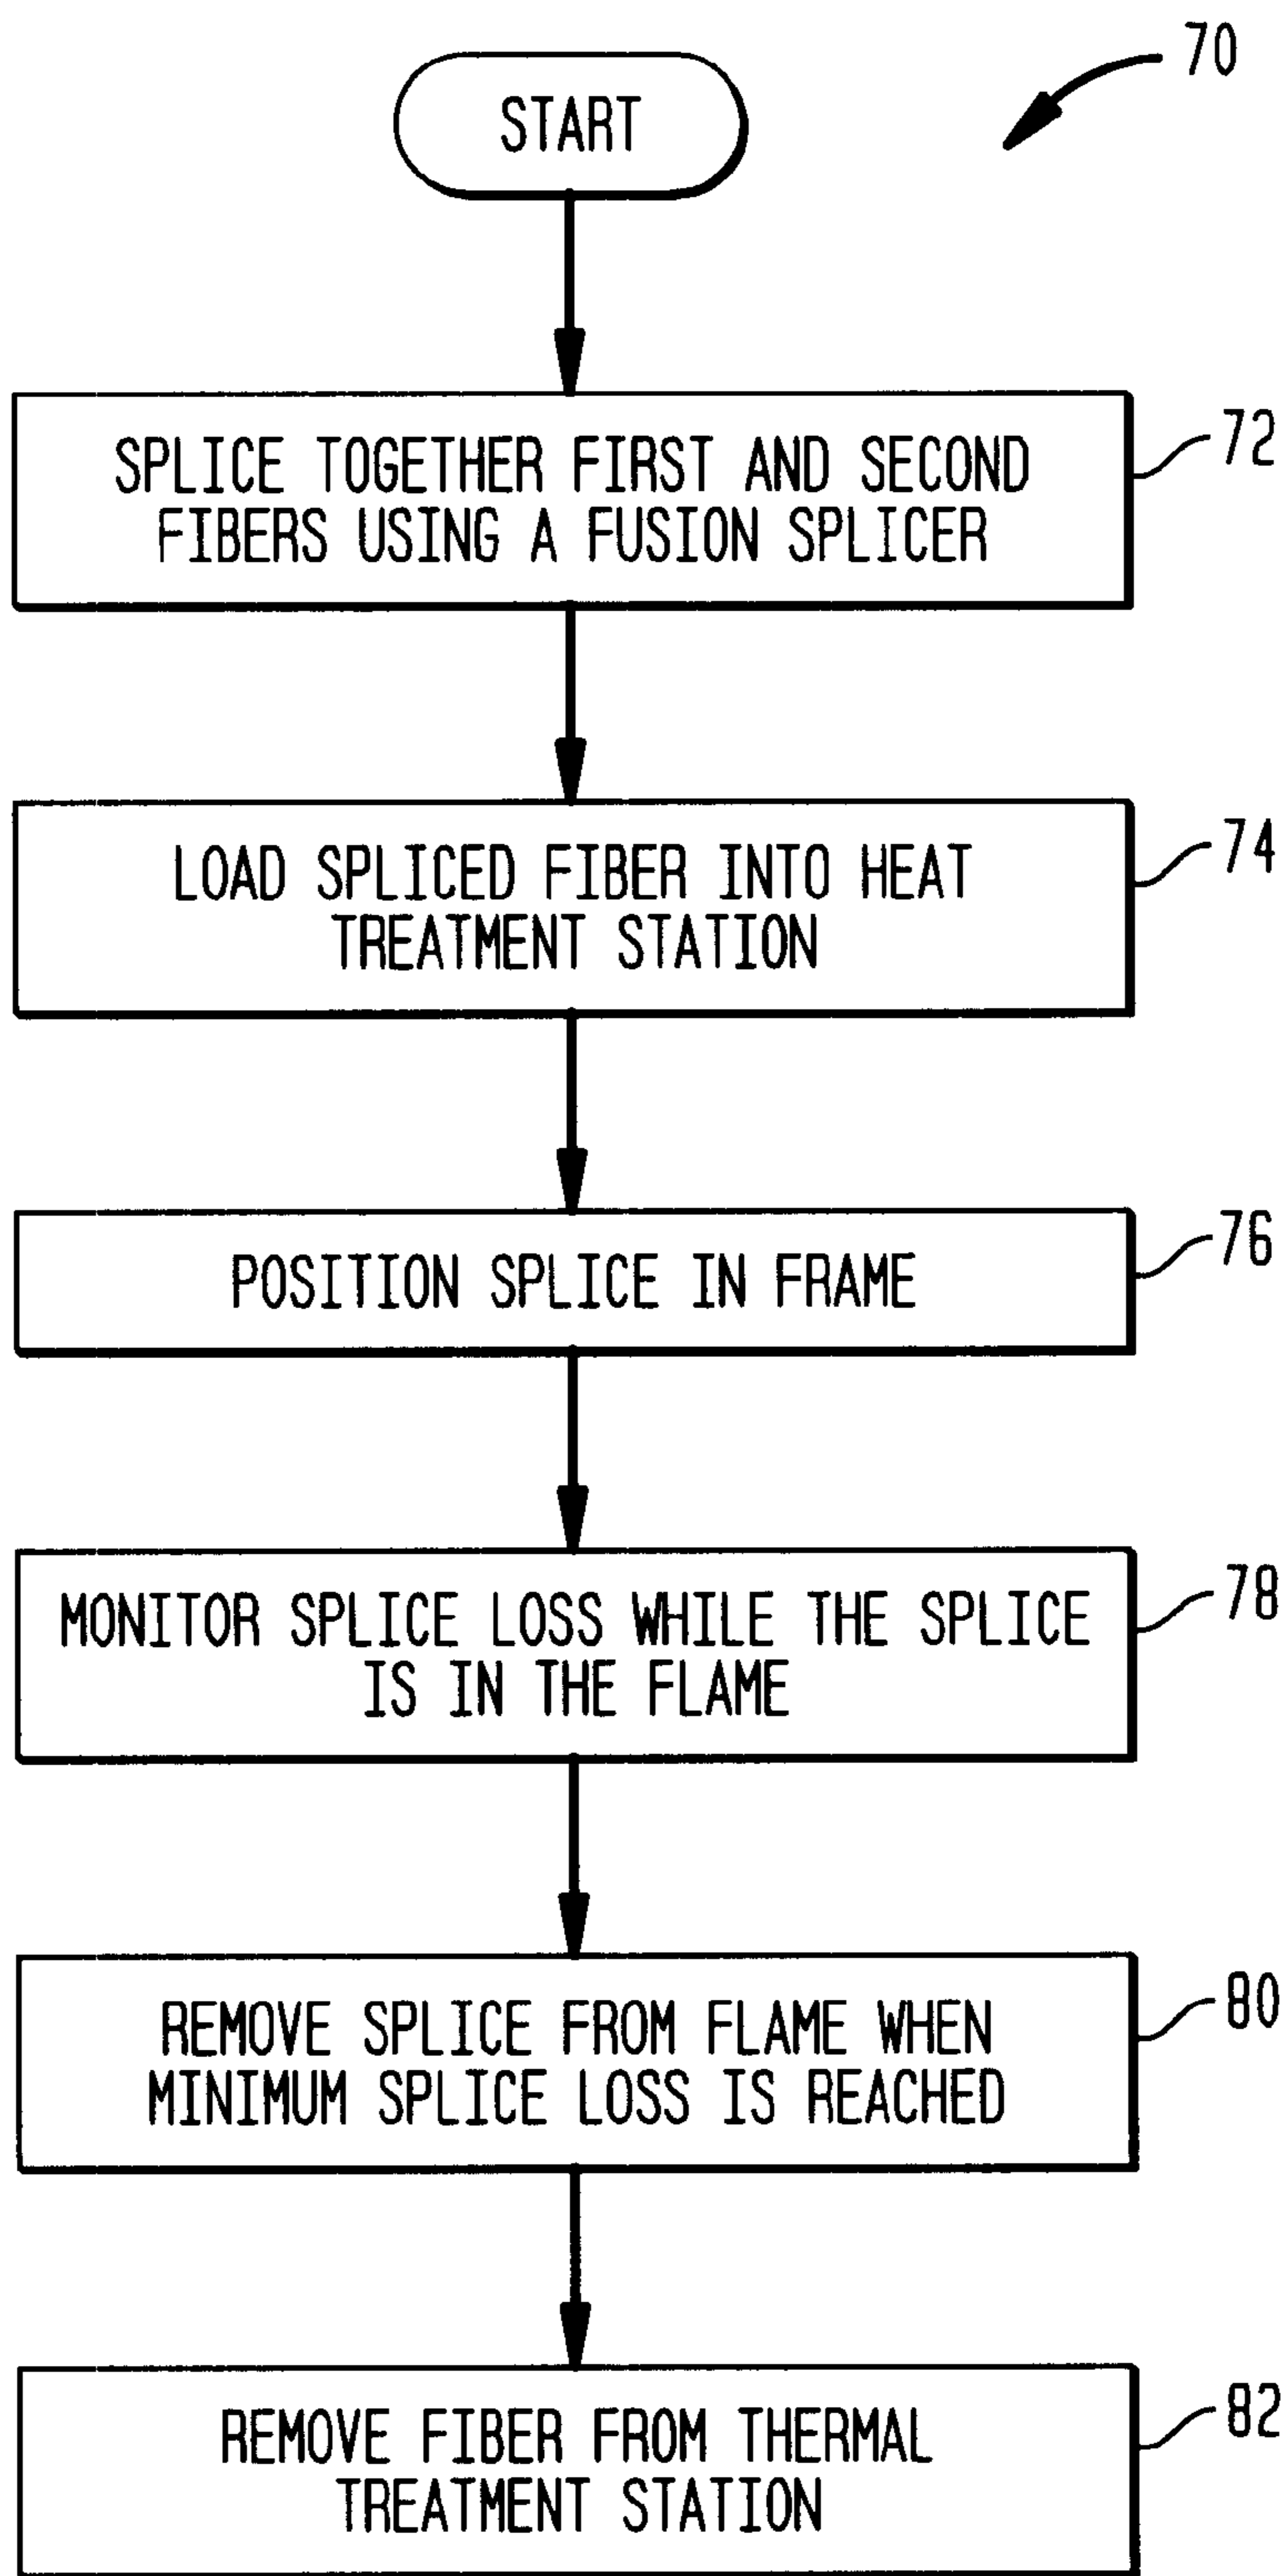 70
START
SPLICE TOGETHER FIRST AND SECOND
FIBERS USING A FUSION SPLICER
72
LOAD SPLICED FIBER INTO HEAT
TREATMENT STATION
74
POSITION SPLICE IN FRAME
76
MONITOR SPLICE LOSS WHILE THE SPLICE
IS IN THE FLAME
78
REMOVE SPLICE FROM FLAME WHEN
MINIMUM SPLICE LOSS IS REACHED
80
REMOVE FIBER FROM THERMAL
TREATMENT STATION
82